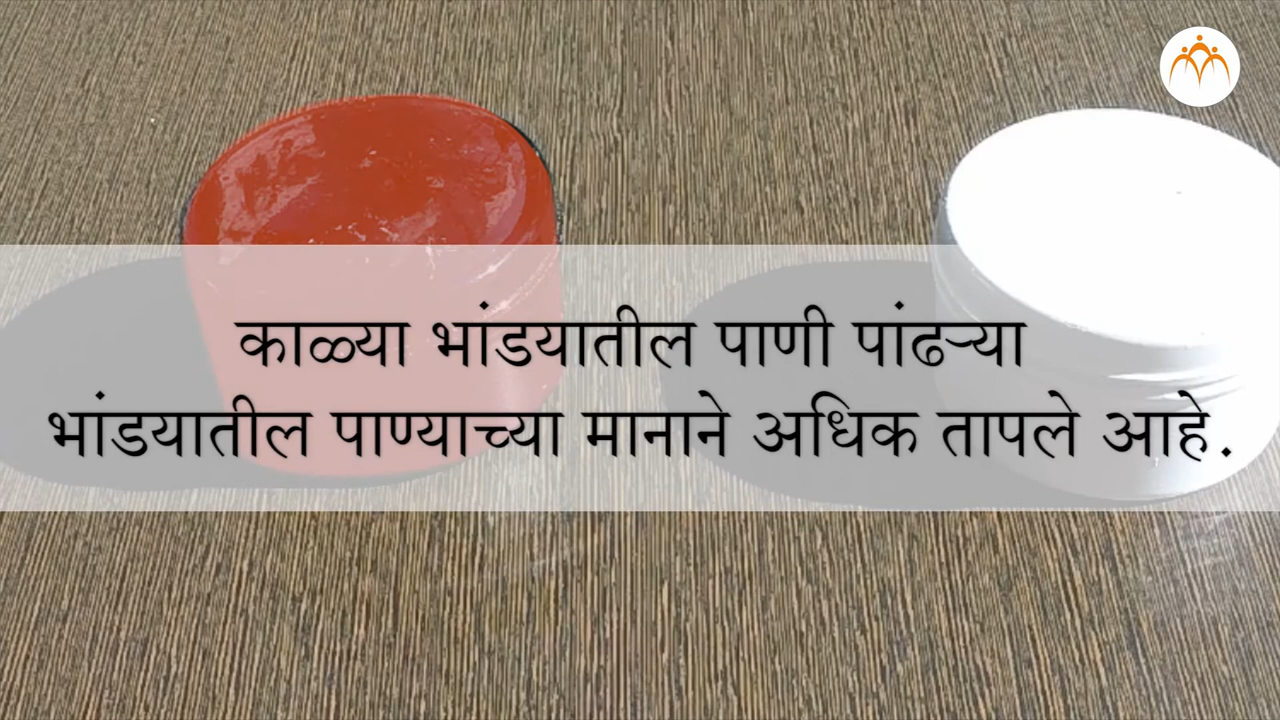 काळ्या भांडयातील पाणी पांढऱ्या
भांडयातील पाण्याच्या मानाने अधिक तापले आहे.